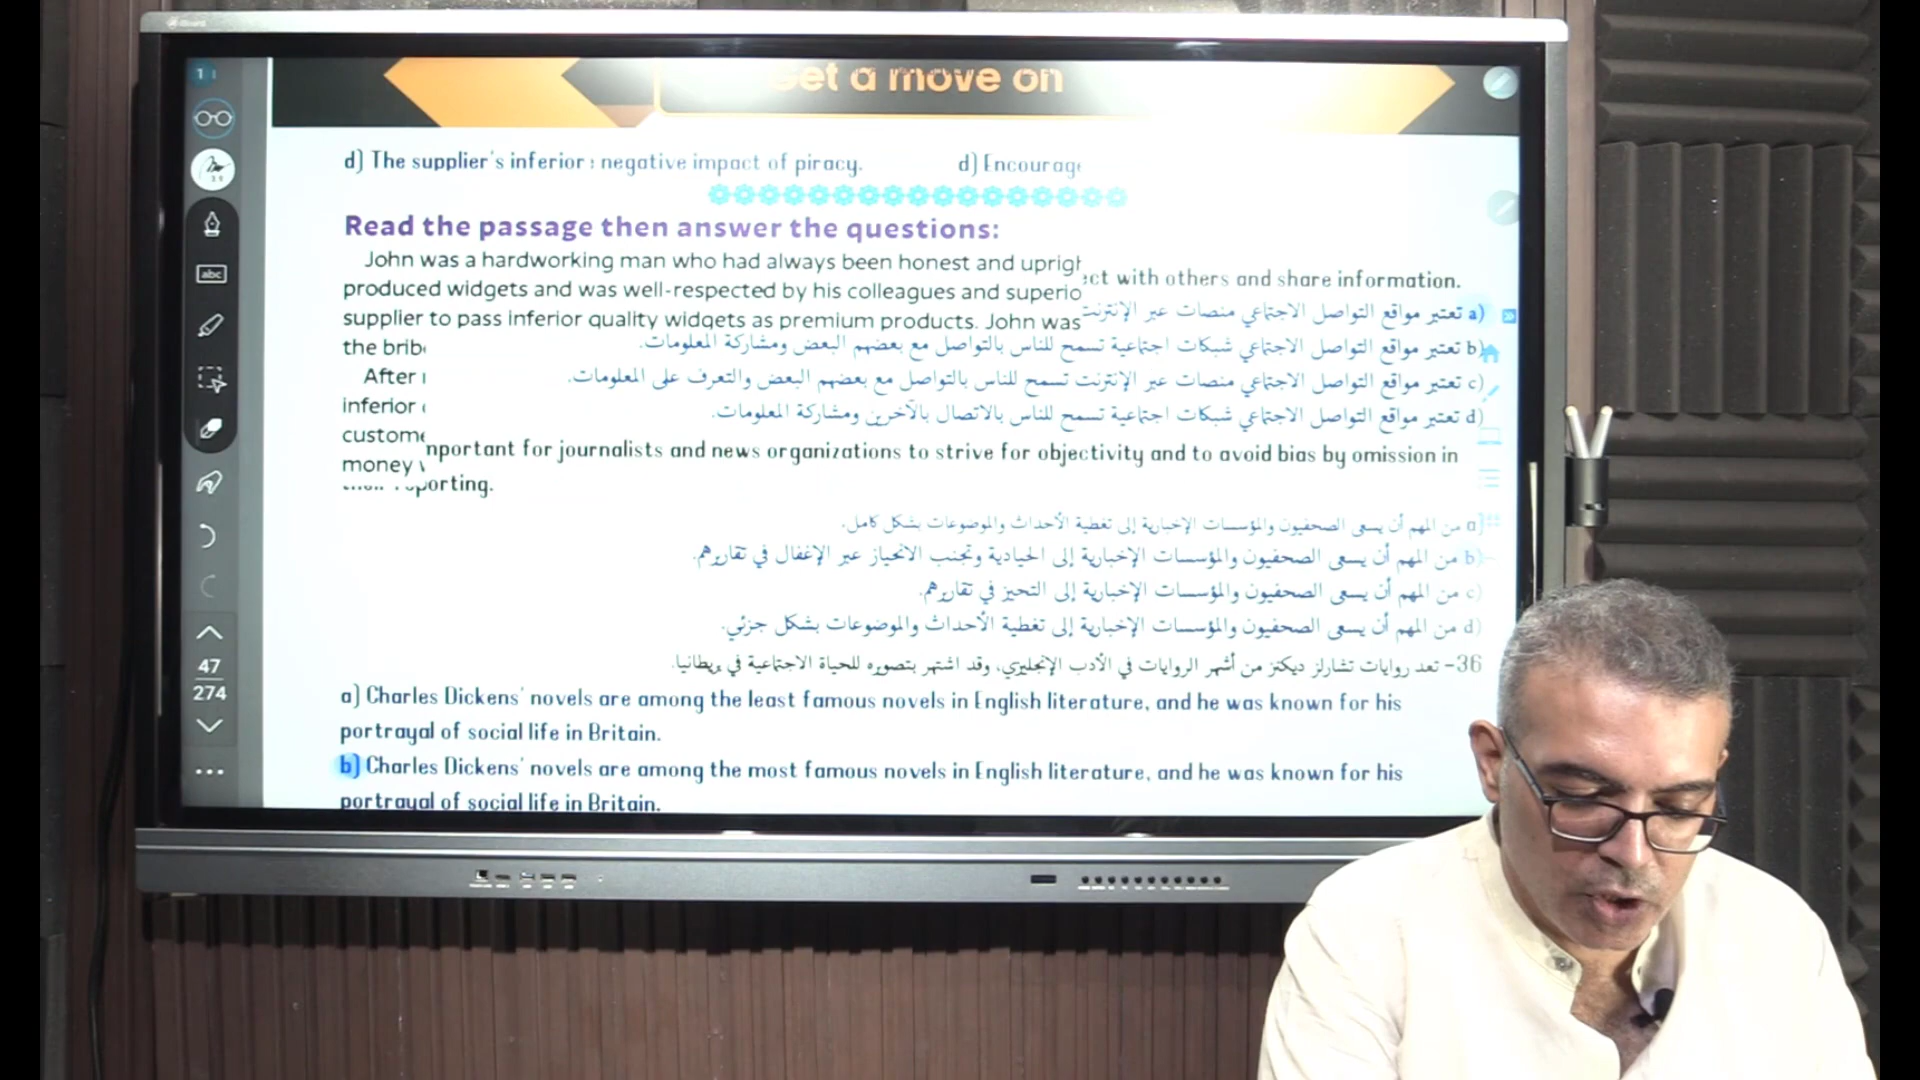 Get a move on
d) The supplier's inferior : negative impact of piracy.
d) Encourage
Read the passage then answer the questions:
John was a hardworking man who had always been honest and uprigh
produced widgets and was well-respected by his colleagues and superio
ect with others and share information.
supplier to pass inferior quality widgets as premium products. John was
a) تعتبر مواقع التواصل الاجتماعي منصات عبر الإنترنت
the brib
b) تعتبر مواقع التواصل الاجتماعي شبكات اجتماعية تسمح للناس بالتواصل مع بعضهم البعض ومشاركة المعلومات.
After
c) تعتبر مواقع التواصل الاجتماعي منصات عبر الإنترنت تسمح للناس بالتواصل مع بعضهم البعض والتعرف على المعلومات.
inferior
d) تعتبر مواقع التواصل الاجتماعي شبكات اجتماعية تسمح للناس بالاتصال بالآخرين ومشاركة المعلومات.
custome
nportant for journalists and news organizations to strive for objectivity and to avoid bias by omission in
money
porting.
a) من المهم أن يسعى الصحفيون والمؤسسات الإخبارية إلى تغطية الأحداث والموضوعات بشكل كامل.
b) من المهم أن يسعى الصحفيون والمؤسسات الإخبارية إلى الحيادية وتجنب الانحياز عبر الإغفال في تقاريرهم.
c) من المهم أن يسعى الصحفيون والمؤسسات الإخبارية إلى التحيز في تقاريرهم.
d) من المهم أن يسعى الصحفيون والمؤسسات الإخبارية إلى تغطية الأحداث والموضوعات بشكل جزئي.
36- تعد روايات تشارلز ديكنز من أشهر الروايات في الأدب الإنجليزي، وقد اشتهر بتصويره للحياة الاجتماعية في بريطانيا.
a) Charles Dickens' novels are among the least famous novels in English literature, and he was known for his
portrayal of social life in Britain.
b) Charles Dickens' novels are among the most famous novels in English literature, and he was known for his
portrayal of social life in Britain.
abc
47
274